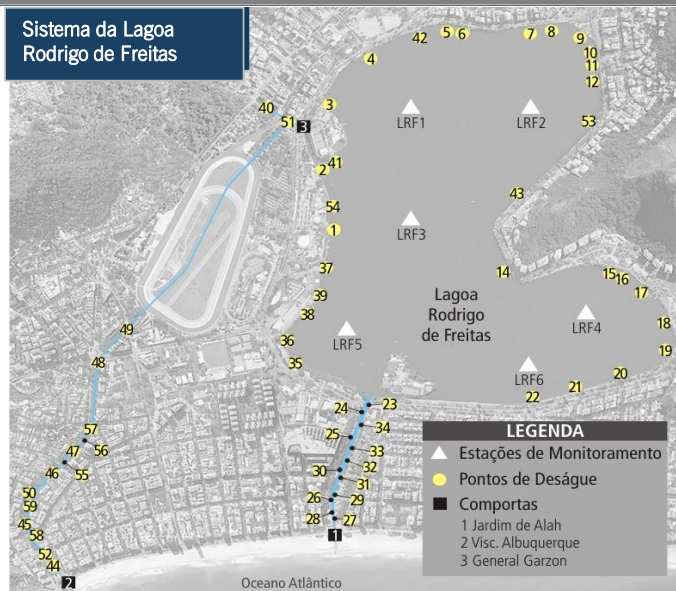 Sistema da Lagoa
Rodrigo de Freitas
42 5 6 7 8 9
4 10
11
12
40 3
51 3 LRF1 LRF2 53
2 41
43
54
1 LRF3
37 14 15 16
39 17
38 Lagoa
Rodrigo
de Freitas
LRF4 18
49 36 LRF5
48 35 19
LRF6 20
21
22
24 23
57 25 34
56
47 33
46 55 30 32
31
50 26 29
59
45 28 27
58 1
52
44
2 Oceano Atlântico
LEGENDA
Estações de Monitoramento
Pontos de Deságue
Comportas
1 Jardim de Alah
2 Visc. Albuquerque
3 General Garzon